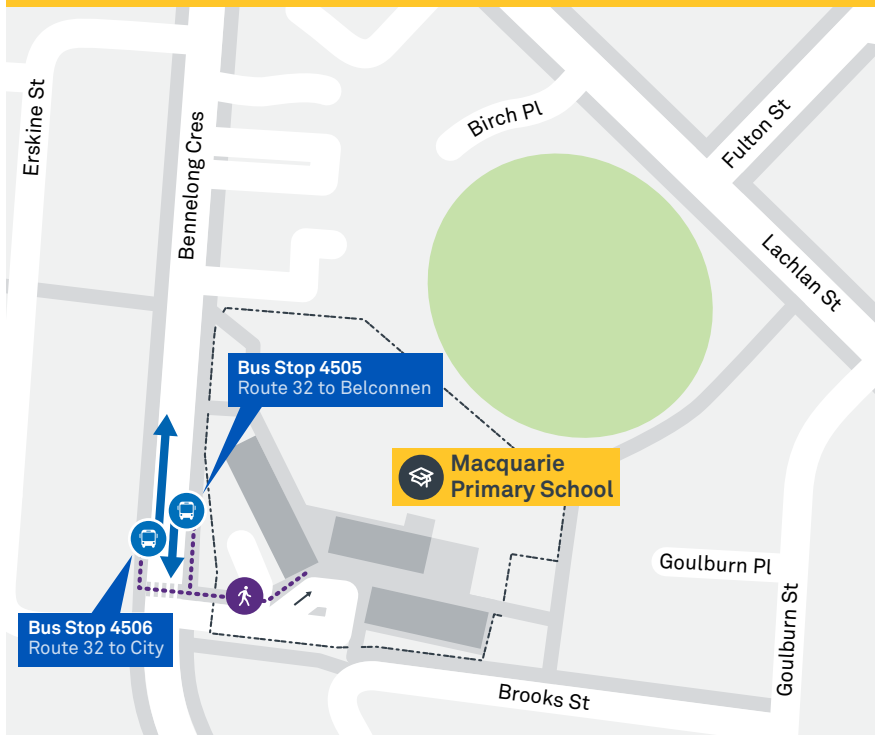 Erskine St
Bennelong Cres
Birch Pl
Fulton St
Lachlan St
Bus Stop 4505
Route 32 to Belconnen
Macquarie
Primary School
Goulburn Pl
Goulburn St
Bus Stop 4506
Route 32 to City
Brooks St